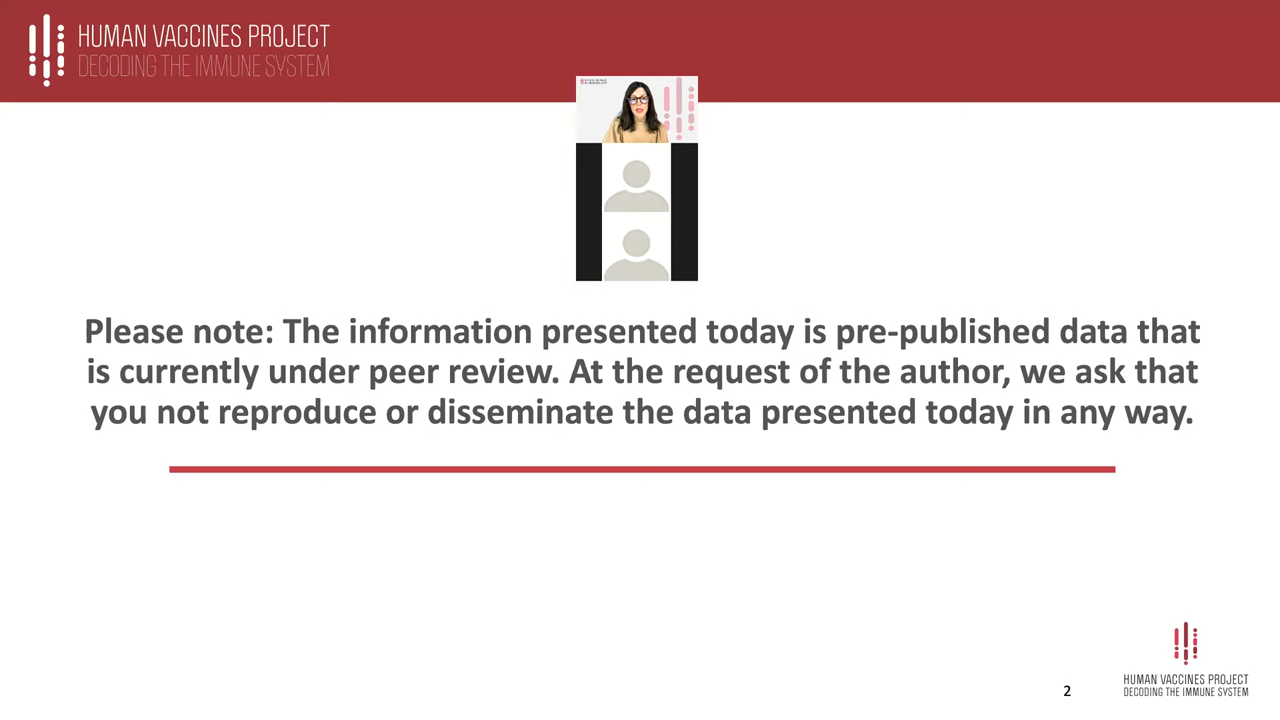 HUMAN VACCINES PROJECT
DECODING THE IMMUNE SYSTEM
Please note: The information presented today is pre-published data that
is currently under peer review. At the request of the author, we ask that
you not reproduce or disseminate the data presented today in any way.
2
HUMAN VACCINES PROJECT
DECODING THE IMMUNE SYSTEM